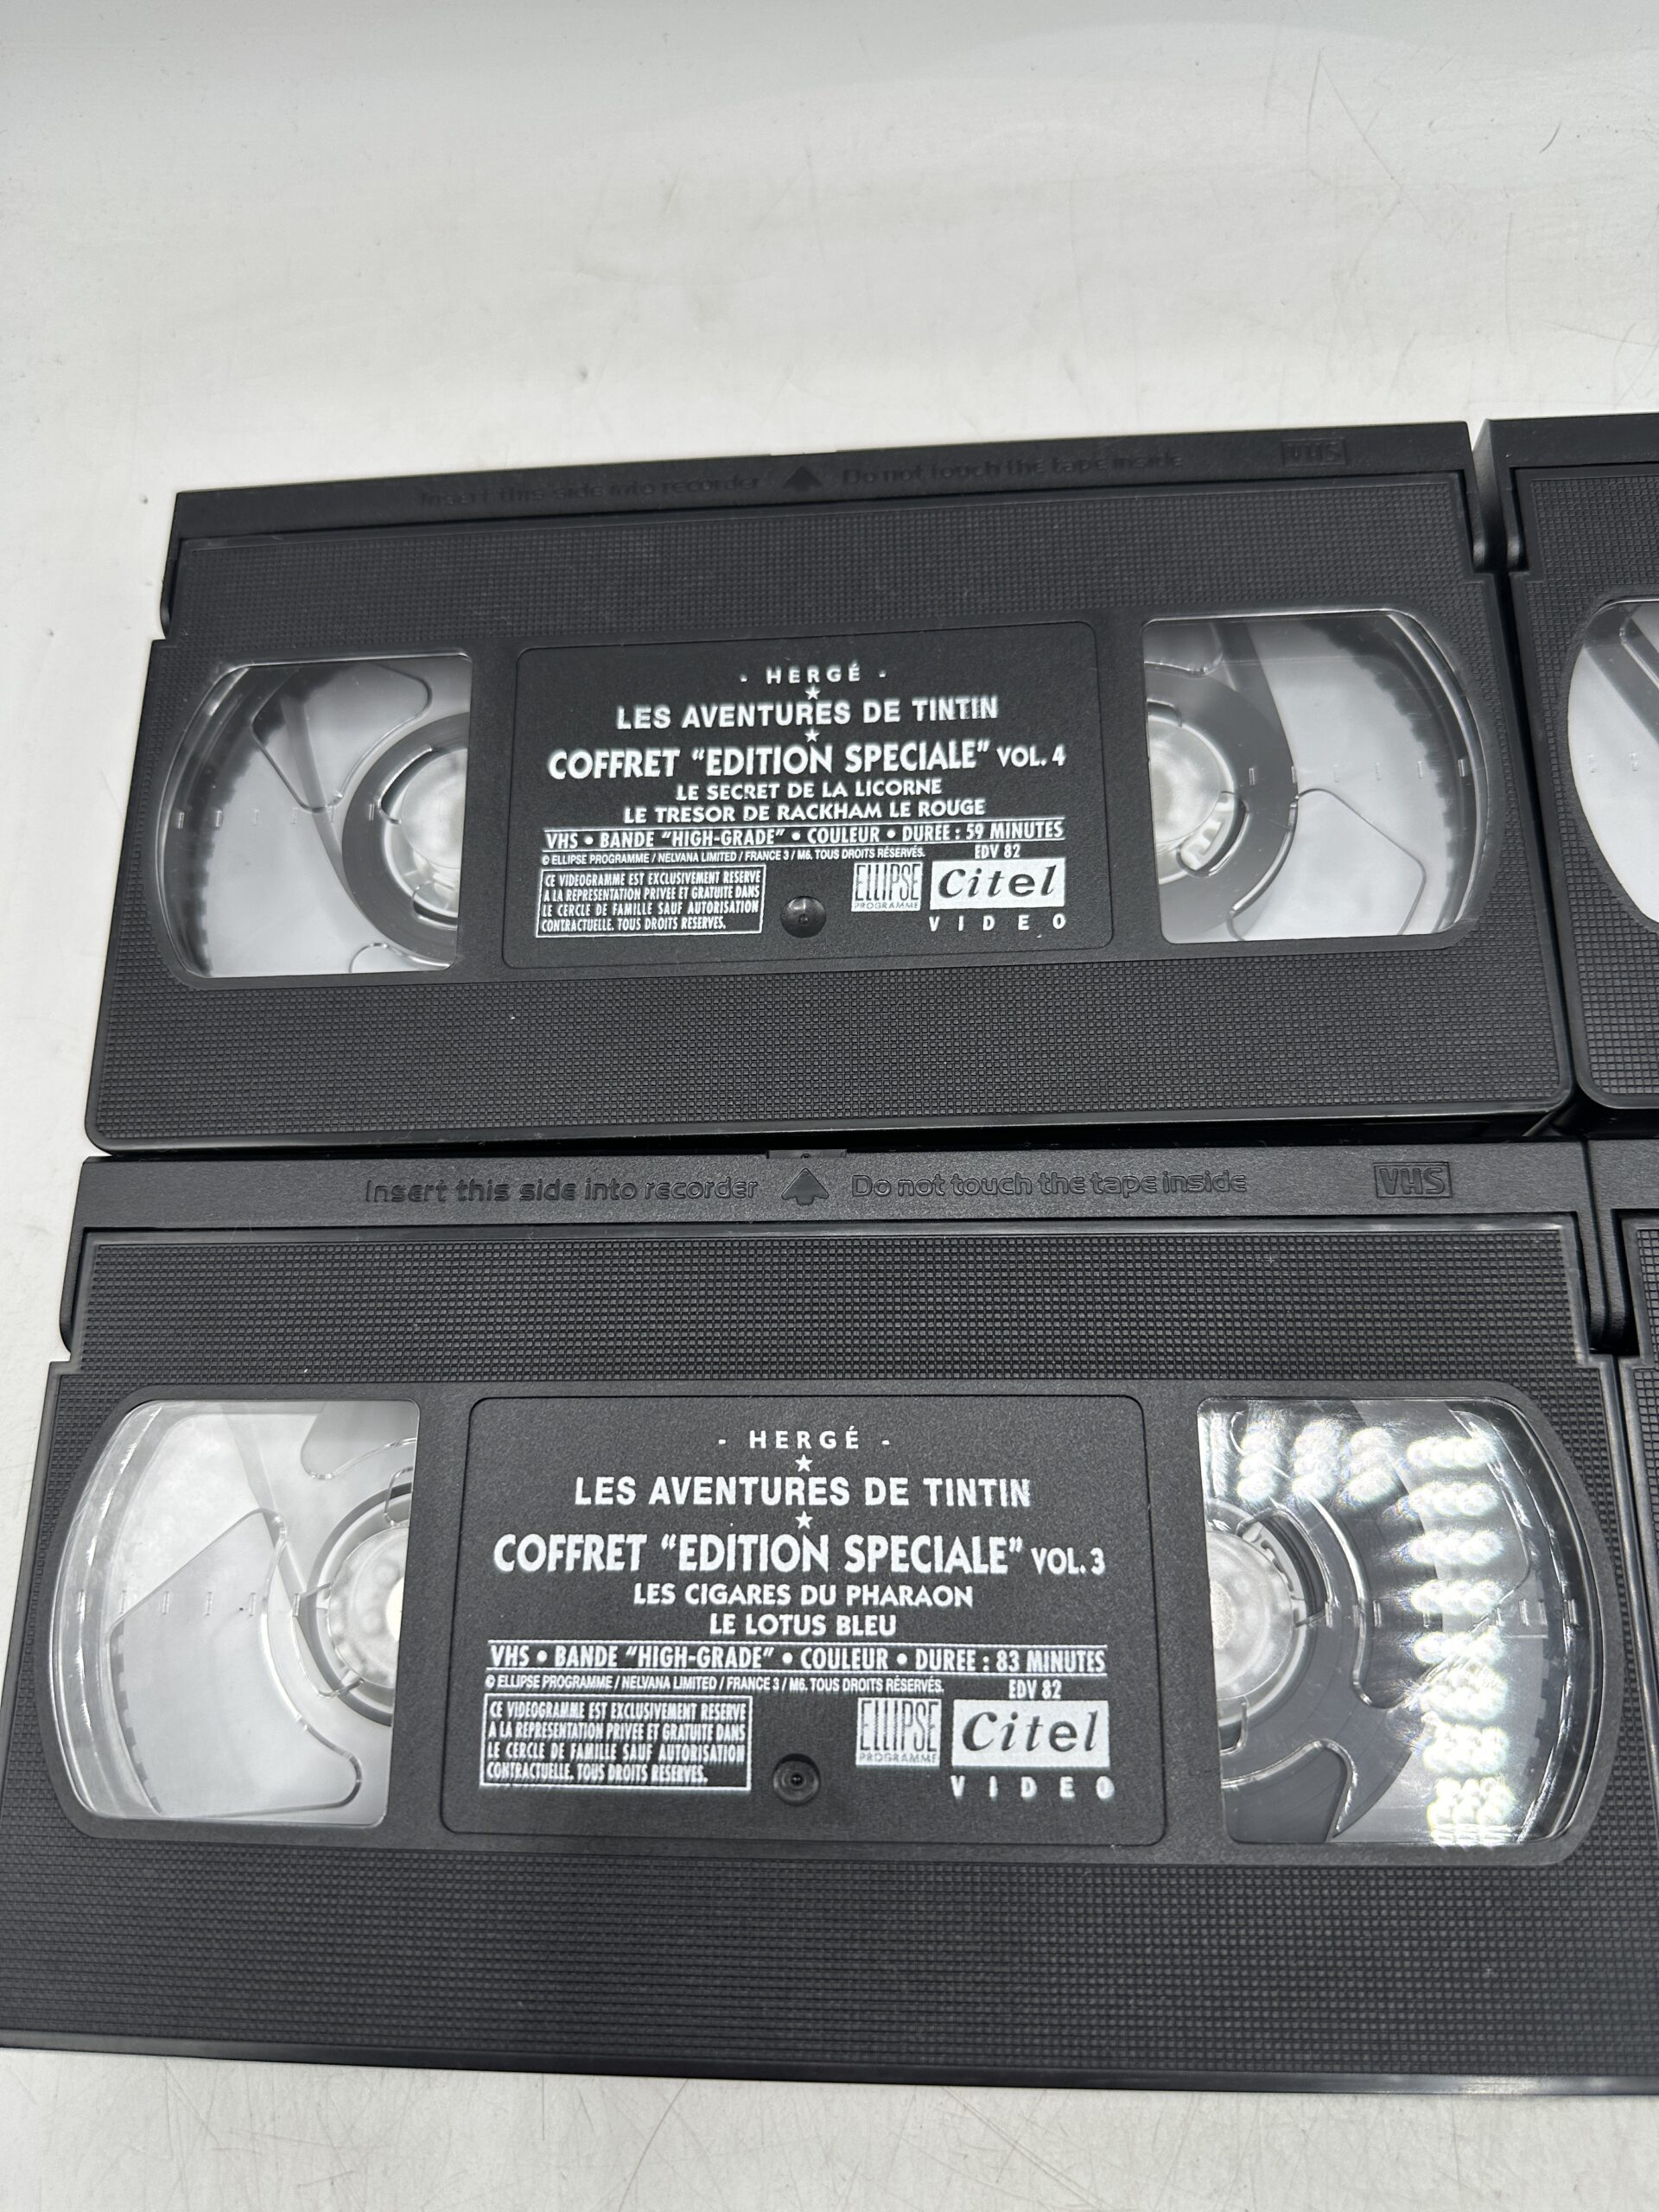 Insert this side into recorder Do not touch the tape inside VHS
- HERGÉ -
LES AVENTURES DE TINTIN
COFFRET "EDITION SPECIALE" VOL. 4
LE SECRET DE LA LICORNE
LE TRESOR DE RACKHAM LE ROUGE
VHS • BANDE "HIGH-GRADE" • COULEUR • DUREE : 59 MINUTES
© ELLIPSE PROGRAMME / NELVANA LIMITED / FRANCE 3 / M6. TOUS DROITS RÉSERVÉS.
EDV 82
CE VIDEOGRAMME EST EXCLUSIVEMENT RESERVE
A LA REPRESENTATION PRIVEE ET GRATUITE DANS
LE CERCLE DE FAMILLE SAUF AUTORISATION
CONTRACTUELLE. TOUS DROITS RESERVES.
ELLIPSE
PROGRAMME
Citel
VIDEO
Insert this side into recorder Do not touch the tape inside VHS
- HERGÉ -
LES AVENTURES DE TINTIN
COFFRET "EDITION SPECIALE" VOL. 3
LES CIGARES DU PHARAON
LE LOTUS BLEU
VHS • BANDE "HIGH-GRADE" • COULEUR • DUREE : 83 MINUTES
© ELLIPSE PROGRAMME / NELVANA LIMITED / FRANCE 3 / M6. TOUS DROITS RÉSERVÉS.
EDV 82
CE VIDEOGRAMME EST EXCLUSIVEMENT RESERVE
A LA REPRESENTATION PRIVEE ET GRATUITE DANS
LE CERCLE DE FAMILLE SAUF AUTORISATION
CONTRACTUELLE. TOUS DROITS RESERVES.
ELLIPSE
PROGRAMME
Citel
VIDEO